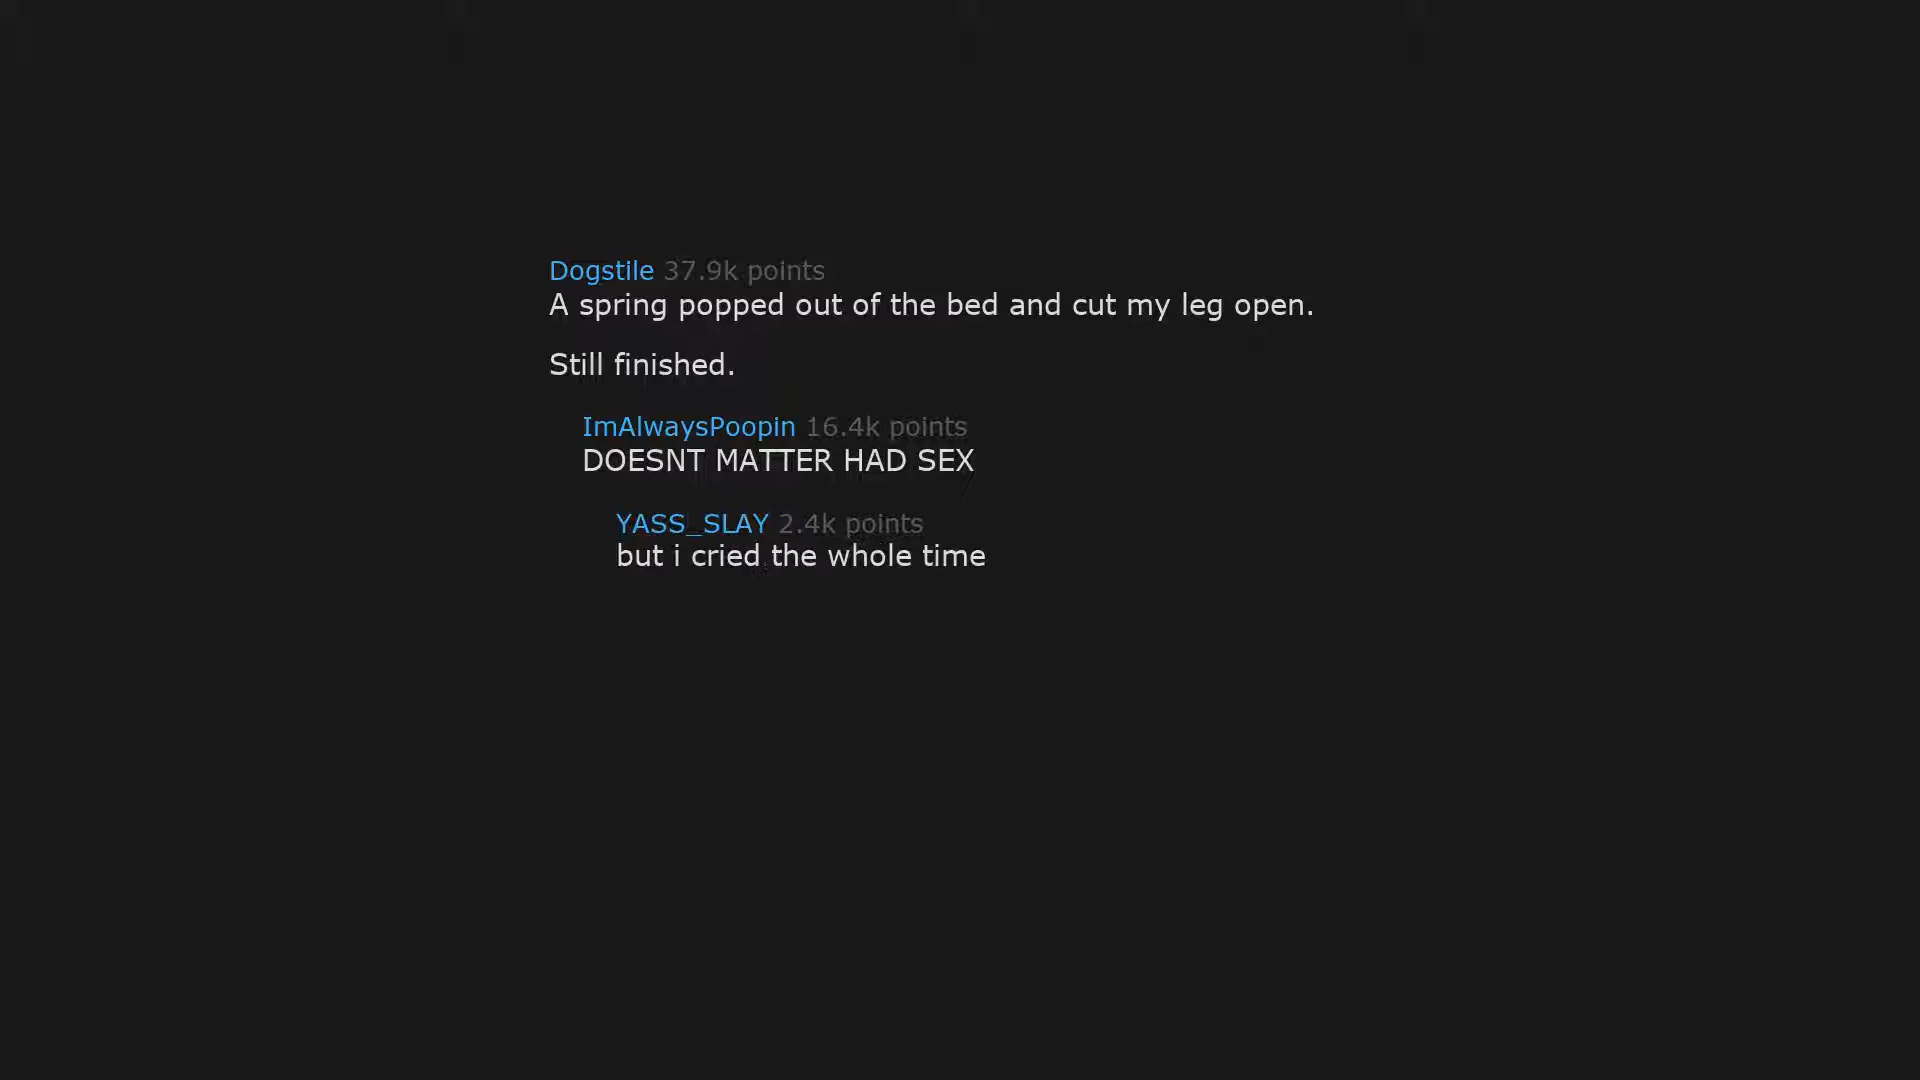 Dogstile 37.9k points
A spring popped out of the bed and cut my leg open.
Still finished.
ImAlwaysPoopin 16.4k points
DOESNT MATTER HAD SEX
YASS_SLAY 2.4k points
but i cried the whole time